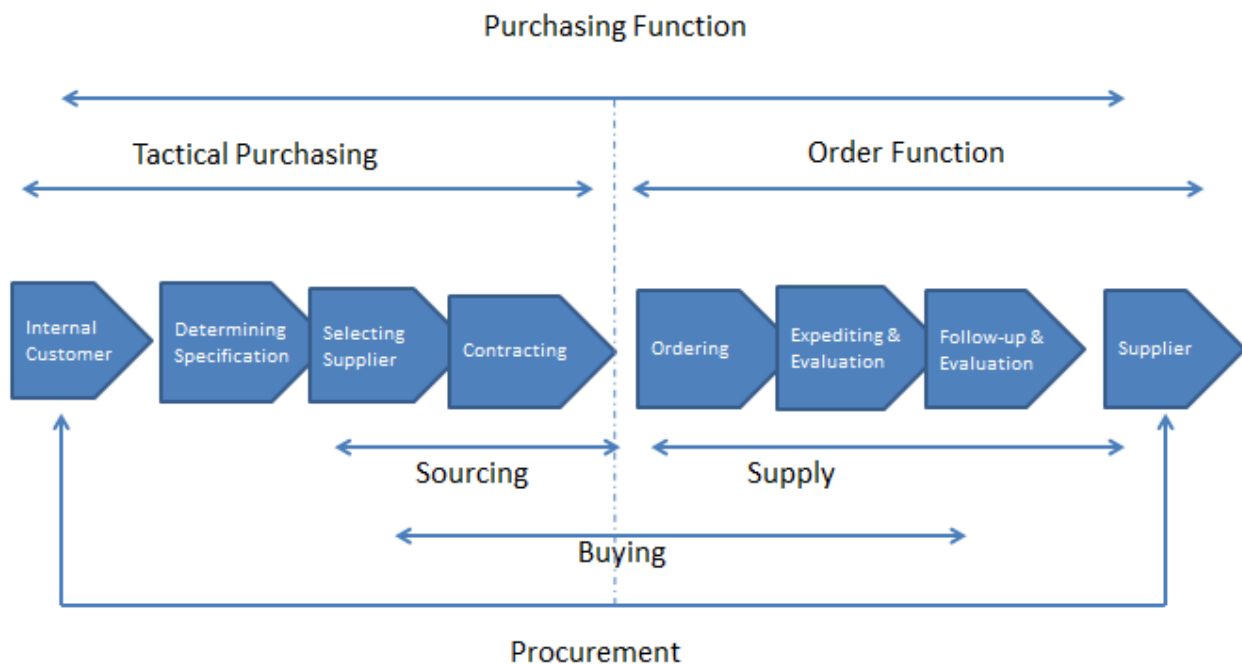 Purchasing Function
Tactical Purchasing
Order Function
Internal
Customer
Determining
Specification
Selecting
Supplier
Contracting
Ordering
Expediting &
Evaluation
Follow-up &
Evaluation
Supplier
Sourcing
Supply
Buying
Procurement